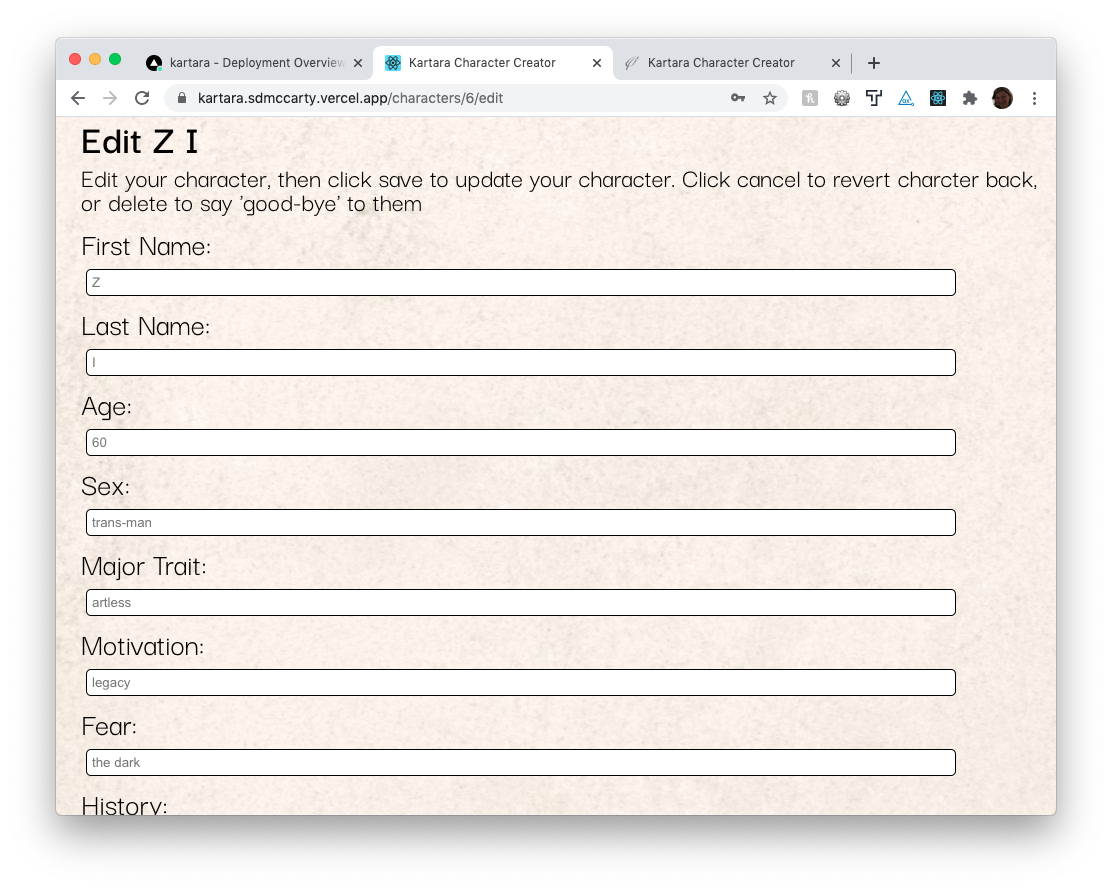 kartara - Deployment Overview
Kartara Character Creator
Kartara Character Creator
kartara.sdmccarty.vercel.app/characters/6/edit
Edit Z I
Edit your character, then click save to update your character. Click cancel to revert charcter back,
or delete to say 'good-bye' to them
First Name:
Z
Last Name:
I
Age:
60
Sex:
trans-man
Major Trait:
artless
Motivation:
legacy
Fear:
the dark
History: